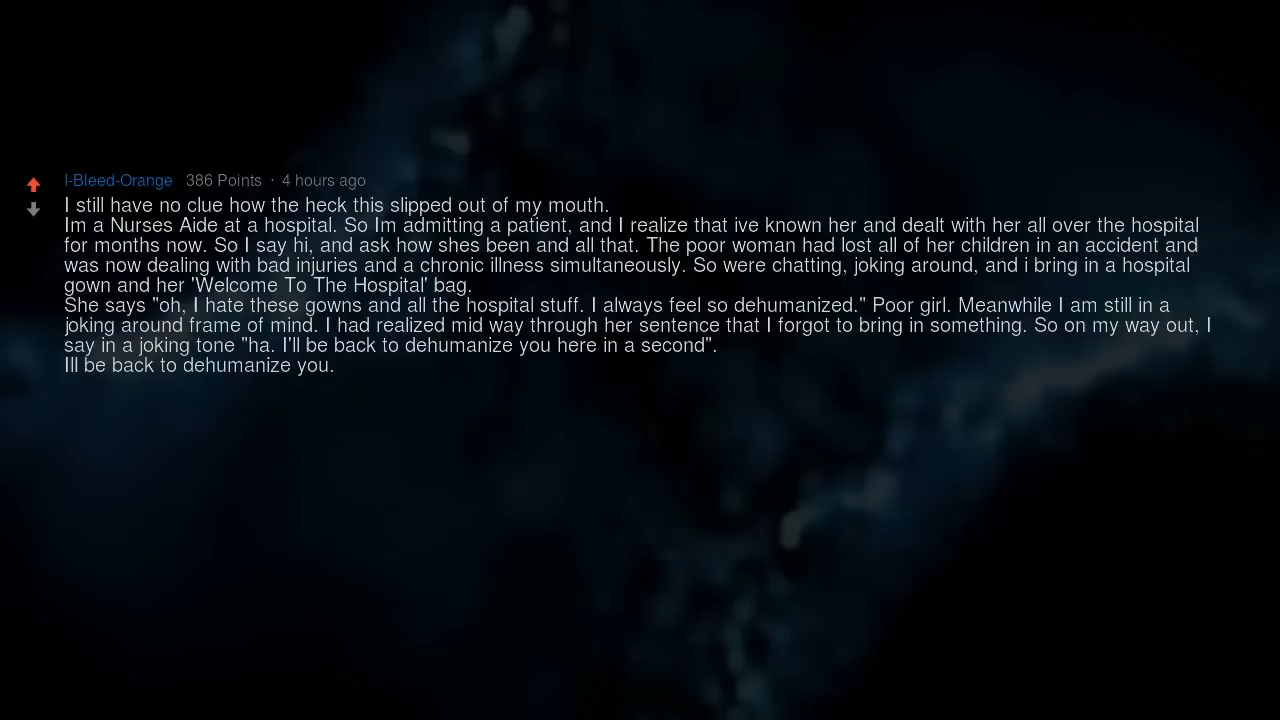 I-Bleed-Orange 386 Points · 4 hours ago
I still have no clue how the heck this slipped out of my mouth.
Im a Nurses Aide at a hospital. So Im admitting a patient, and I realize that ive known her and dealt with her all over the hospital
for months now. So I say hi, and ask how shes been and all that. The poor woman had lost all of her children in an accident and
was now dealing with bad injuries and a chronic illness simultaneously. So were chatting, joking around, and i bring in a hospital
gown and her 'Welcome To The Hospital' bag.
She says "oh, I hate these gowns and all the hospital stuff. I always feel so dehumanized." Poor girl. Meanwhile I am still in a
joking around frame of mind. I had realized mid way through her sentence that I forgot to bring in something. So on my way out, I
say in a joking tone "ha. I'll be back to dehumanize you here in a second".
Ill be back to dehumanize you.